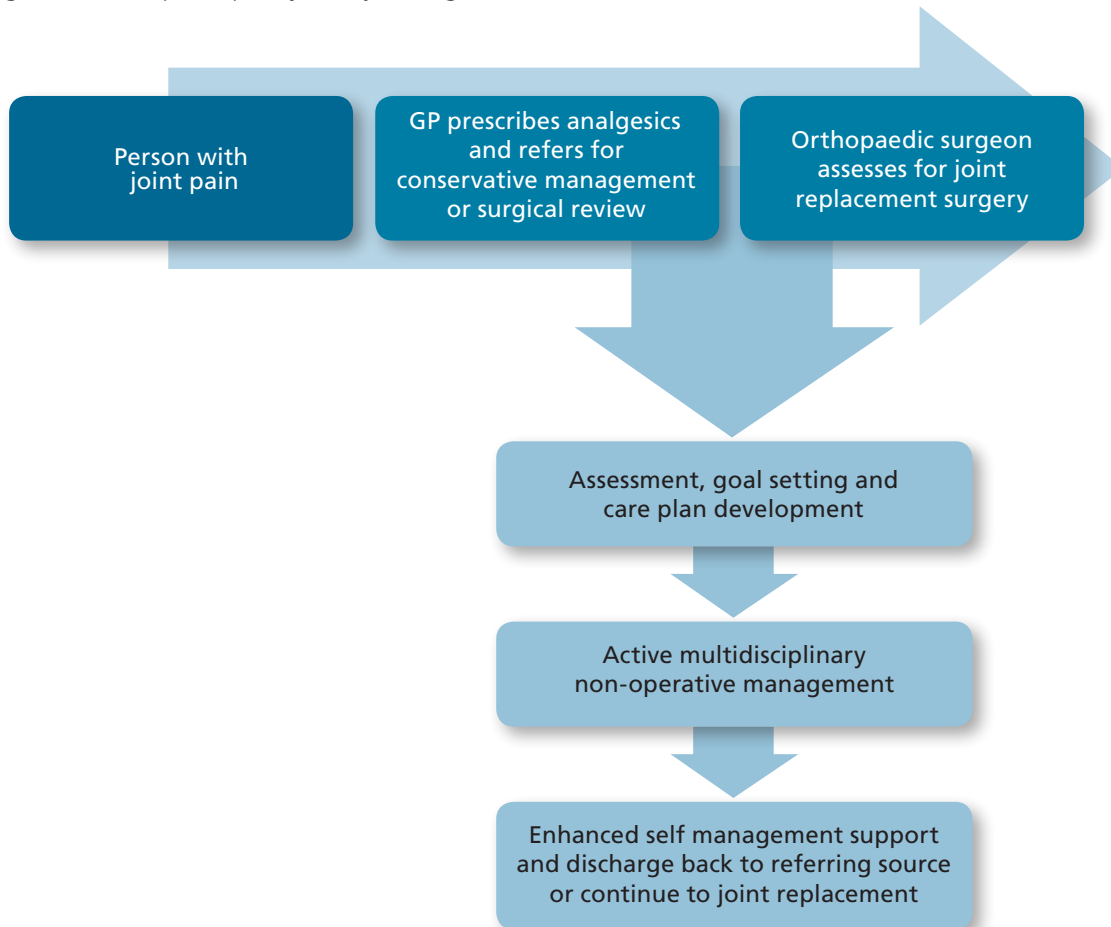 Person with
joint pain
GP prescribes analgesics
and refers for
conservative management
or surgical review
Orthopaedic surgeon
assesses for joint
replacement surgery
Assessment, goal setting and
care plan development
Active multidisciplinary
non-operative management
Enhanced self management support
and discharge back to referring source
or continue to joint replacement